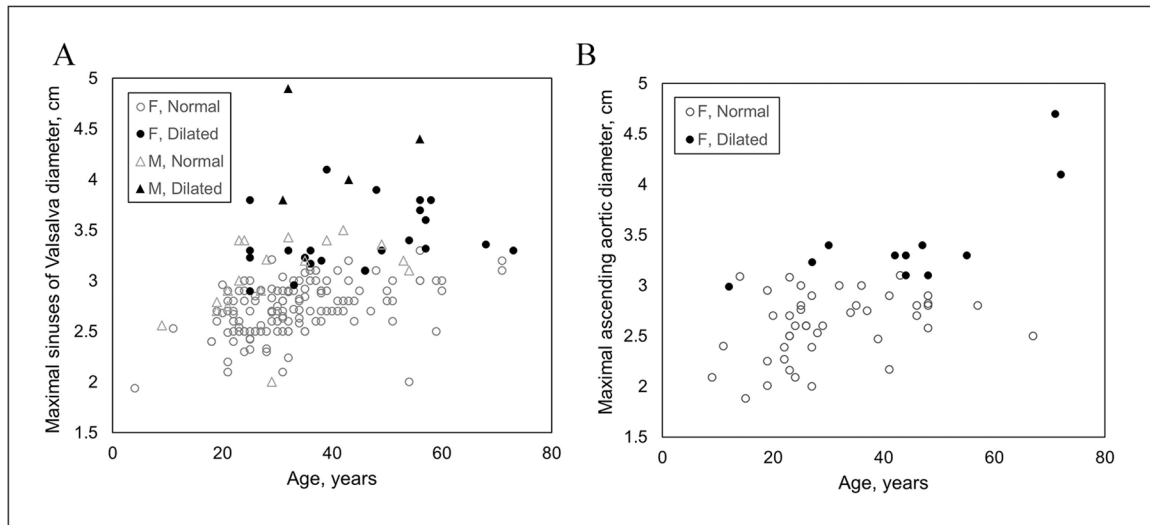 A
Maximal sinuses of Valsalva diameter, cm
5
4.5
4
3.5
3
2.5
2
1.5
F, Normal
F, Dilated
M, Normal
M, Dilated
0
20
40
60
80
Age, years
B
Maximal ascending aortic diameter, cm
5
4.5
4
3.5
3
2.5
2
1.5
F, Normal
F, Dilated
0
20
40
60
80
Age, years